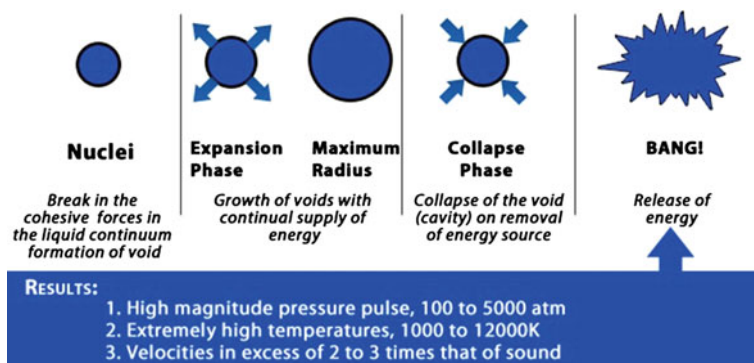 Nuclei
Break in the
cohesive forces in
the liquid continuum
formation of void
Expansion
Phase
Maximum
Radius
Growth of voids with
continual supply of
energy
Collapse
Phase
Collapse of the void
(cavity) on removal
of energy source
BANG!
Release of
energy
RESULTS:
1. High magnitude pressure pulse, 100 to 5000 atm
2. Extremely high temperatures, 1000 to 12000K
3. Velocities in excess of 2 to 3 times that of sound